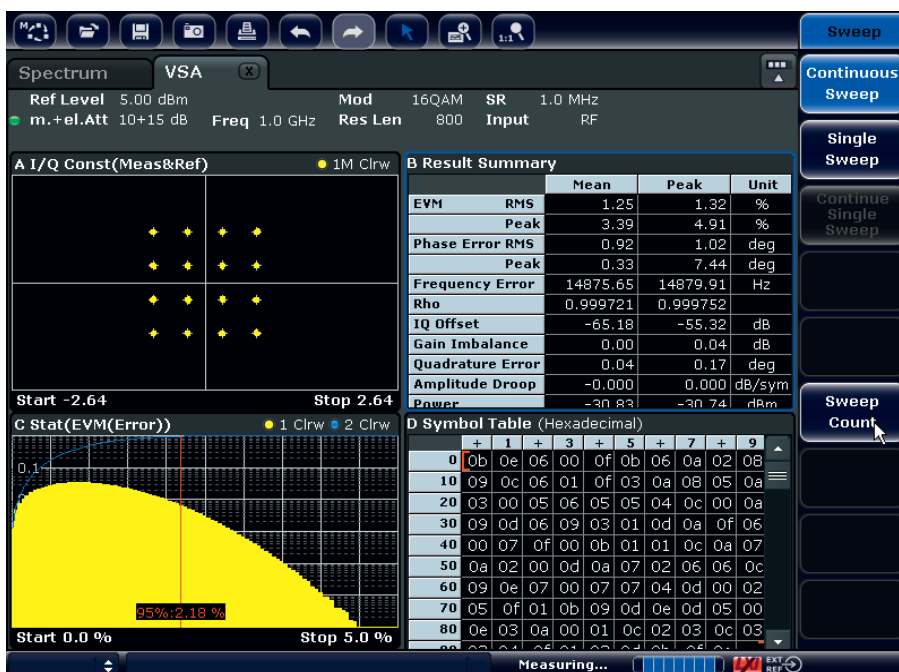 M
1:1
Sweep
Spectrum
VSA
X
Continuous
Sweep
Ref Level 5.00 dBm Mod 16QAM SR 1.0 MHz
m.+el.Att 10+15 dB Freq 1.0 GHz Res Len 800 Input RF
Single
Sweep
Continue
Single
Sweep
A I/Q Const(Meas&Ref) 1M Clrw
Start -2.64 Stop 2.64
B Result Summary
Mean Peak Unit
EVM RMS 1.25 1.32 %
Peak 3.39 4.91 %
Phase Error RMS 0.92 1.02 deg
Peak 0.33 7.44 deg
Frequency Error 14875.65 14879.91 Hz
Rho 0.999721 0.999752
IQ Offset -65.18 -55.32 dB
Gain Imbalance 0.00 0.04 dB
Quadrature Error 0.04 0.17 deg
Amplitude Droop -0.000 0.000 dB/sym
Power -30.83 -30.74 dBm
Sweep
Count
C Stat(EVM(Error)) 1 Clrw 2 Clrw
0.1
95%:2.18 %
Start 0.0 % Stop 5.0 %
D Symbol Table (Hexadecimal)
+ 1 + 3 + 5 + 7 + 9
0 0b 0e 06 00 0f 0b 06 0a 02 08
10 09 0c 06 01 0f 03 0a 08 05 0a
20 03 00 05 06 05 05 04 0c 00 0a
30 09 0d 06 09 03 01 0d 0a 0f 06
40 00 07 0f 00 0b 01 01 0c 0a 07
50 0a 02 00 0d 0a 07 02 06 06 0c
60 09 0e 07 00 07 07 04 0d 00 02
70 05 0f 01 0b 09 0d 0e 0d 05 00
80 0e 03 0a 00 01 0c 02 03 0c 03
Measuring...
LXI
EXT
REF